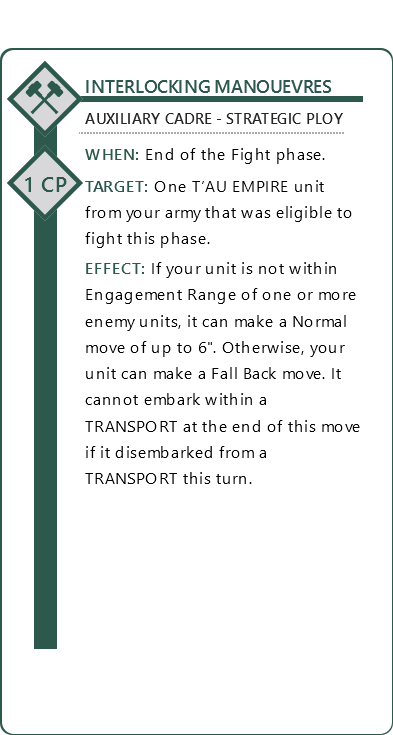 INTERLOCKING MANOUEVRES
AUXILIARY CADRE - STRATEGIC PLOY
WHEN: End of the Fight phase.
1 CP
TARGET: One T’AU EMPIRE unit
from your army that was eligible to
fight this phase.
EFFECT: If your unit is not within
Engagement Range of one or more
enemy units, it can make a Normal
move of up to 6". Otherwise, your
unit can make a Fall Back move. It
cannot embark within a
TRANSPORT at the end of this move
if it disembarked from a
TRANSPORT this turn.